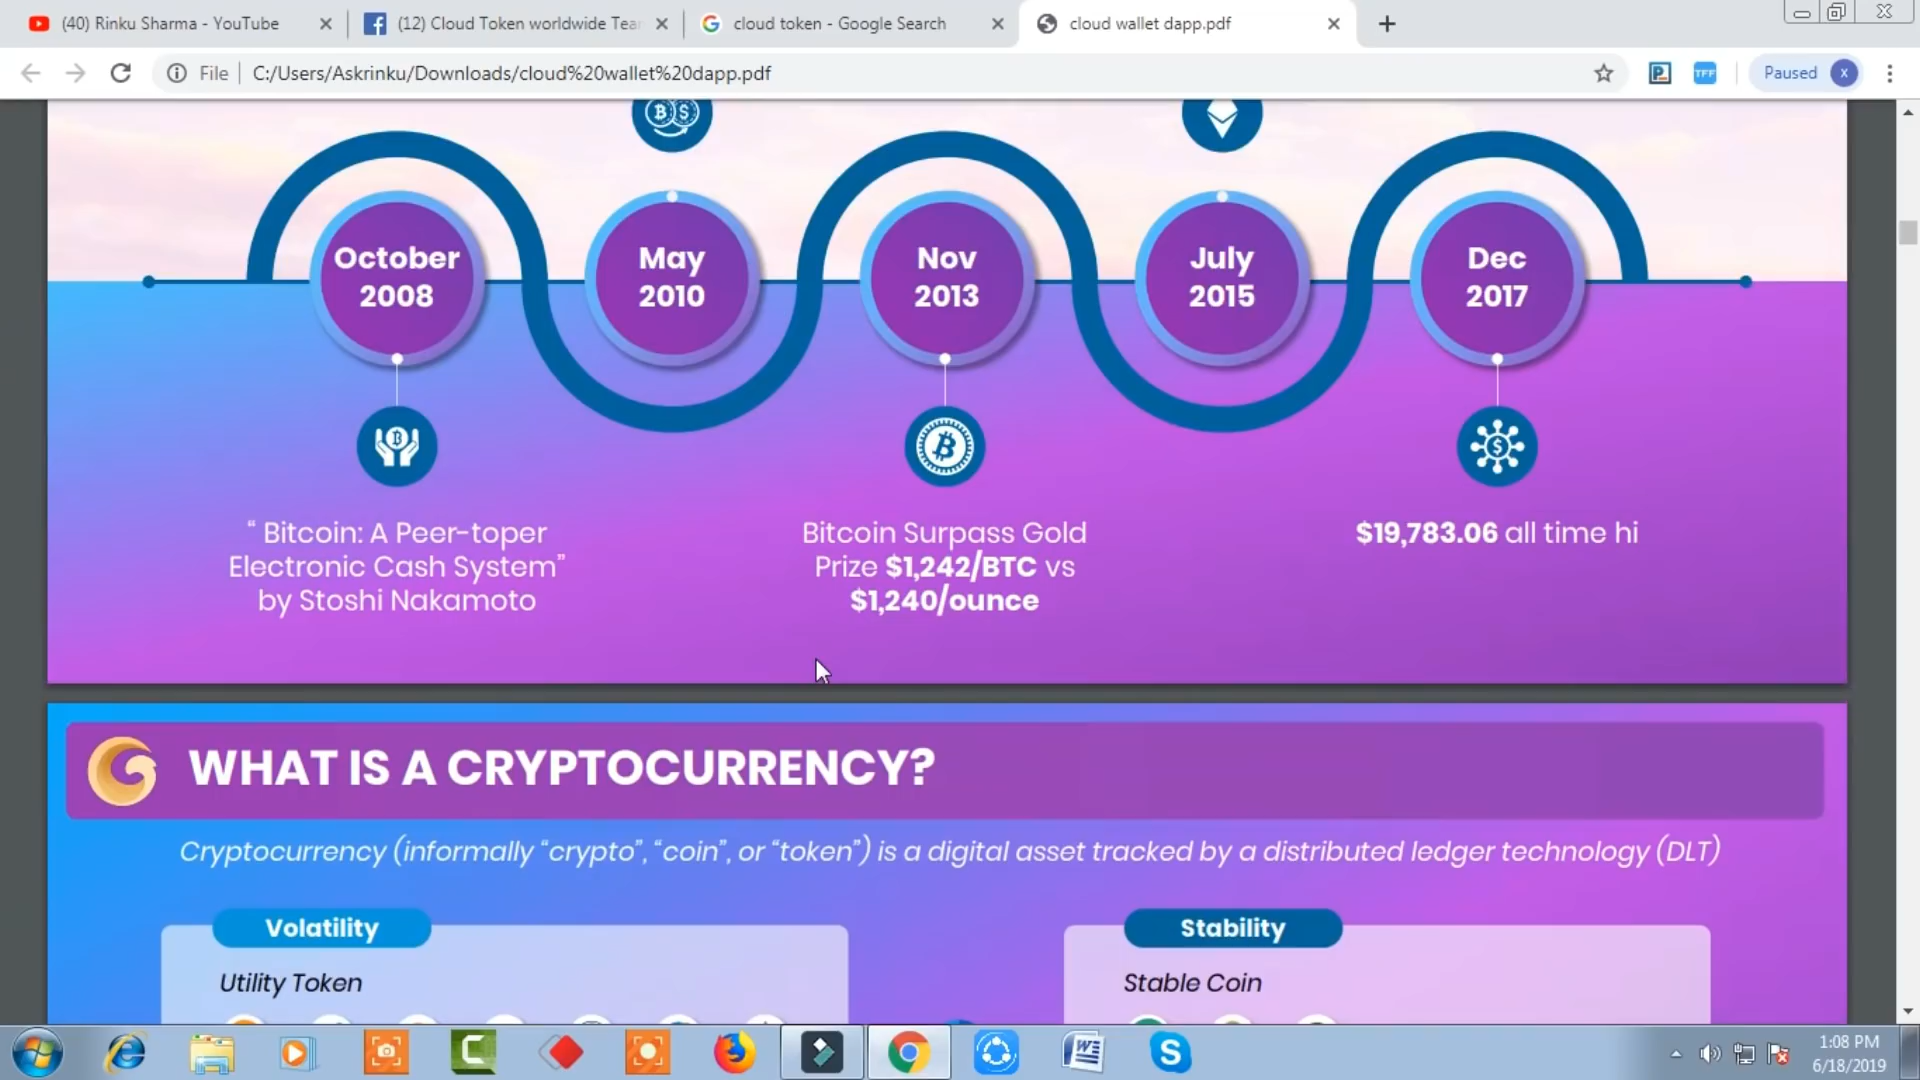 (40) Rinku Sharma - YouTube
(12) Cloud Token worldwide Tea
cloud token - Google Search
cloud wallet dapp.pdf
File
C:/Users/Askrinku/Downloads/cloud%20wallet%20dapp.pdf
P
TFF
Paused
X
October
2008
May
2010
Nov
2013
July
2015
Dec
2017
“ Bitcoin: A Peer-toper
Electronic Cash System”
by Stoshi Nakamoto
Bitcoin Surpass Gold
Prize $1,242/BTC vs
$1,240/ounce
$19,783.06 all time hi
WHAT IS A CRYPTOCURRENCY?
Cryptocurrency (informally “crypto”, “coin”, or “token”) is a digital asset tracked by a distributed ledger technology (DLT)
Volatility
Utility Token
Stability
Stable Coin
1:08 PM
6/18/2019